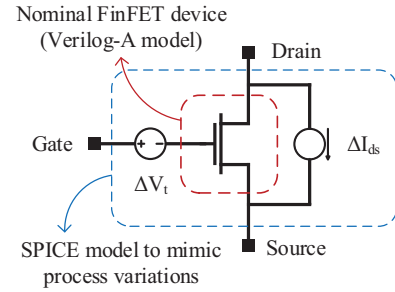 Nominal FinFET device
(Verilog-A model)
Drain
Gate
+ −
ΔVt
ΔIds
Source
SPICE model to mimic
process variations